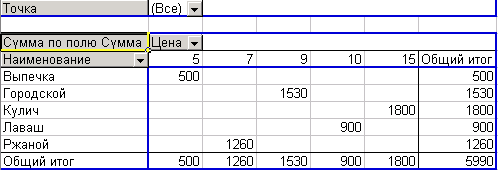 Точка (Все)
Сумма по полю Сумма Цена
Наименование 5 7 9 10 15 Общий итог
Выпечка 500 500
Городской 1530 1530
Кулич 1800 1800
Лаваш 900 900
Ржаной 1260 1260
Общий итог 500 1260 1530 900 1800 5990